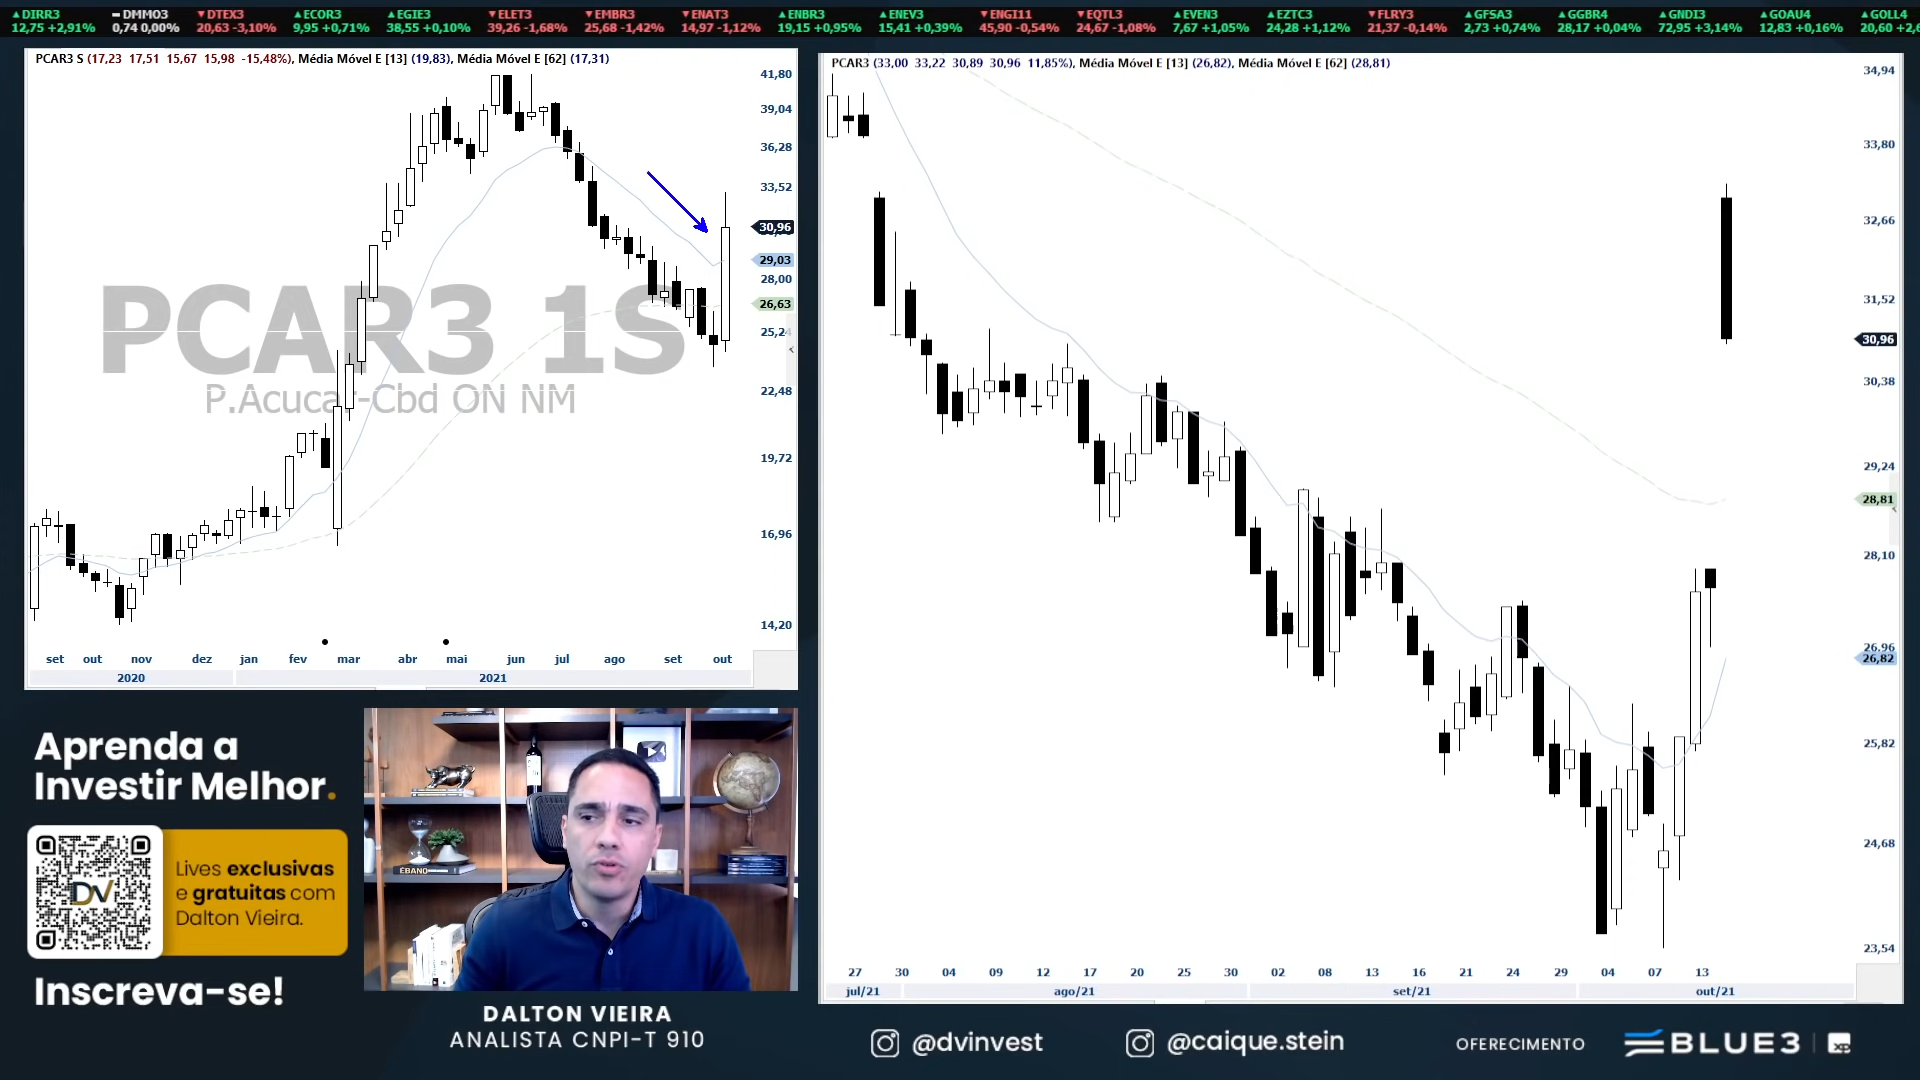 ▲DIRR3 ▬DMMO3 ▼DTEX3 ▲ECOR3 ▲EGIE3 ▼ELET3 ▼EMBR3 ▼ENAT3 ▲ENBR3 ▲ENEV3 ▼ENGI11 ▼EQTL3 ▲EVEN3 ▲EZTC3 ▼FLRY3 ▲GFSA3 ▲GGBR4 ▲GNDI3 ▲GOAU4 ▲GOLL4
12,75 +2,91% 0,74 0,00% 20,63 -3,10% 9,95 +0,71% 38,55 +0,10% 39,26 -1,68% 25,68 -1,42% 14,97 -1,12% 19,15 +0,95% 15,41 +0,39% 45,90 -0,54% 24,67 -1,08% 7,67 +1,05% 24,28 +1,12% 21,37 -0,14% 2,73 +0,74% 28,17 +0,04% 72,95 +3,14% 12,83 +0,16% 20,60
PCAR3 S (17,23 17,51 15,67 15,98 -15,48%), Média Móvel E [13] (19,83), Média Móvel E [62] (17,31)
41,80
39,04
36,28
33,52
30,96
29,03
28,00
26,63
25,24
22,48
19,72
16,96
14,20
PCAR3 1S
P.Acucar-Cbd ON NM
set out nov dez jan fev mar abr mai jun jul ago set out
2020 2021
PCAR3 (33,00 33,22 30,89 30,96 11,85%), Média Móvel E [13] (26,82), Média Móvel E [62] (28,81)
34,94
33,80
32,66
31,52
30,96
30,38
29,24
28,81
28,10
26,96
26,82
25,82
24,68
23,54
27 30 04 09 12 17 20 25 30 02 08 13 16 21 24 29 04 07 13
jul/21 ago/21 set/21 out/21
Aprenda a
Investir Melhor.
DV
Lives exclusivas
e gratuitas com
Dalton Vieira.
Inscreva-se!
ÉBANO
DALTON VIEIRA
ANALISTA CNPI-T 910
@dvinvest
@caique.stein
OFERECIMENTO
BLUE3
xp